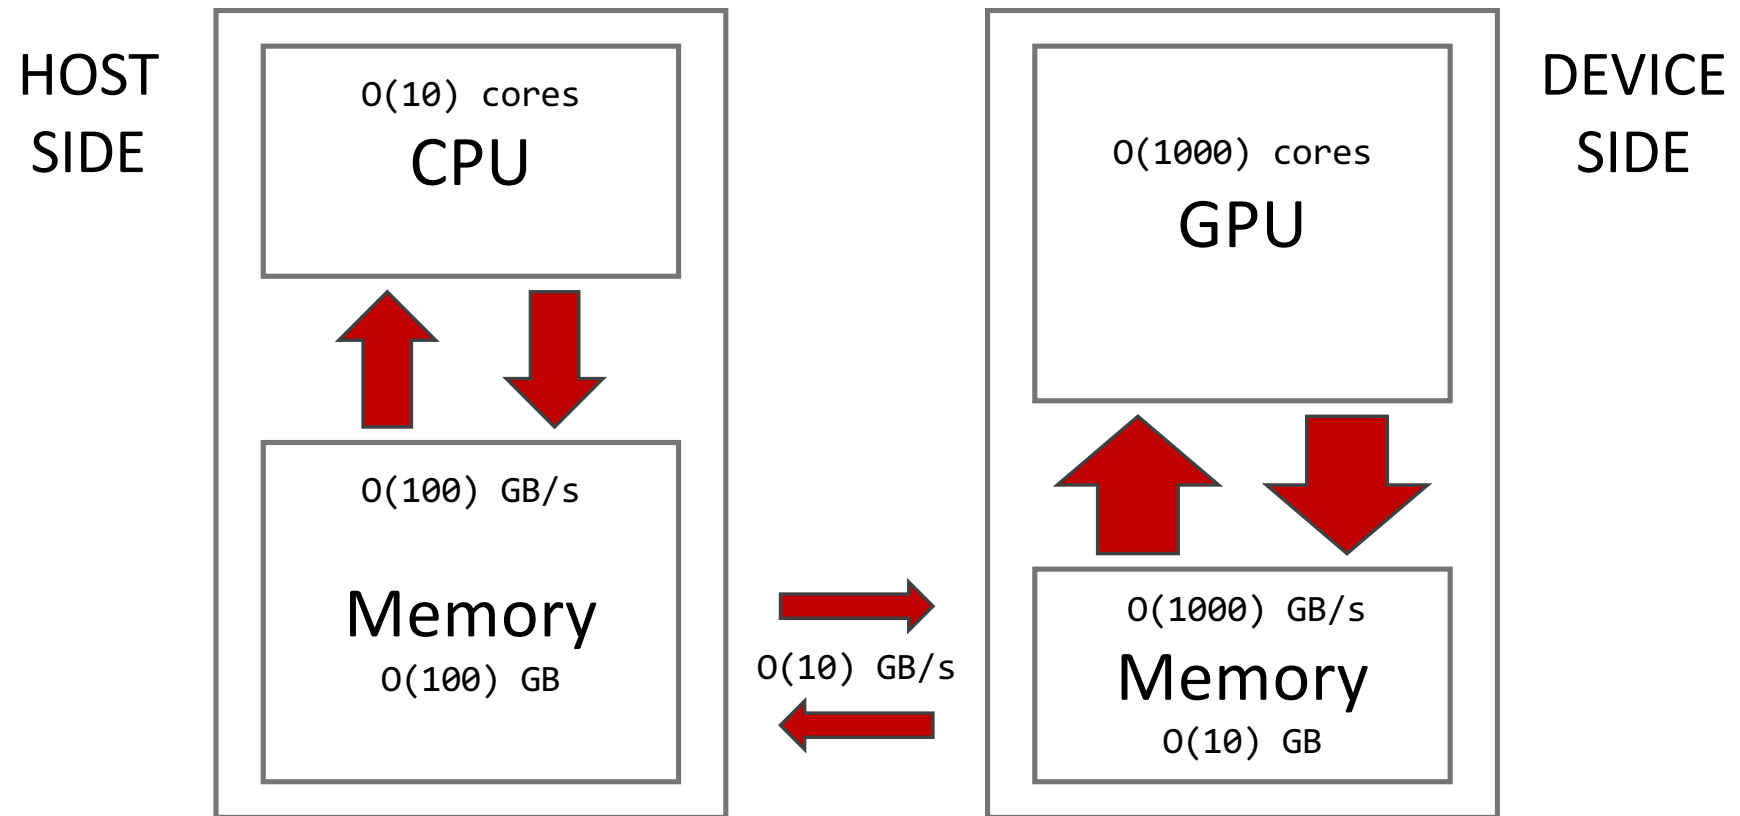 HOST
SIDE
O(10) cores
CPU
O(100) GB/s
Memory
O(100) GB
O(10) GB/s
O(1000) cores
GPU
O(1000) GB/s
Memory
O(10) GB
DEVICE
SIDE